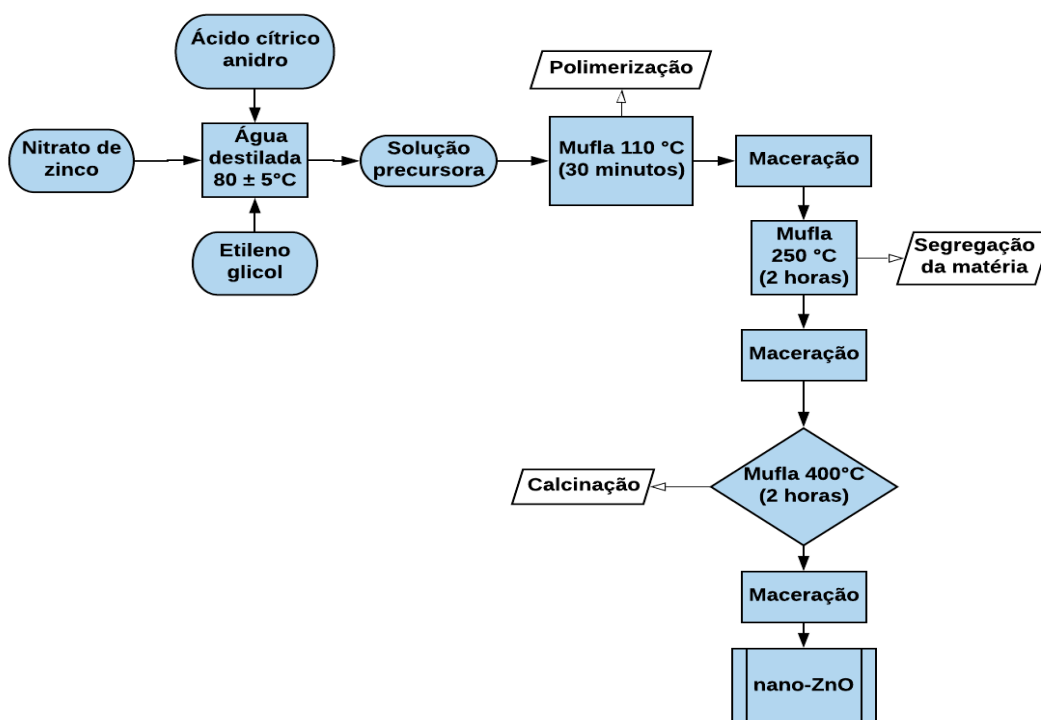 Ácido cítrico
anidro
Polimerização
Nitrato de
zinco
Água
destilada
80 ± 5°C
Solução
precursora
Mufla 110 °C
(30 minutos)
Maceração
Etileno
glicol
Mufla
250 °C
(2 horas)
Segregação
da matéria
Maceração
Calcinação
Mufla 400°C
(2 horas)
Maceração
nano-ZnO